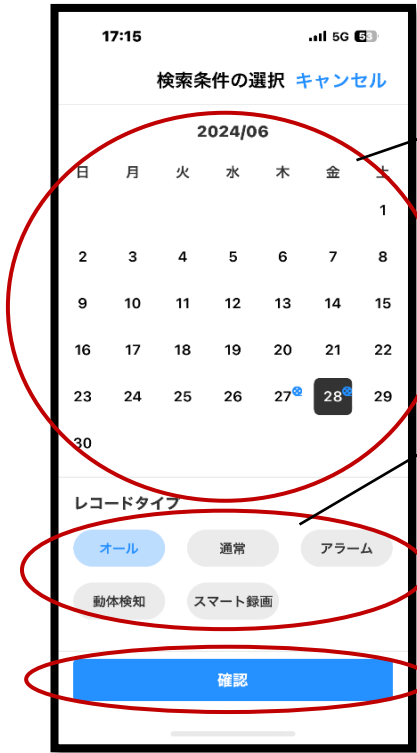 17:15 5G 53
検索条件の選択 キャンセル
2024/06
日 月 火 水 木 金 土
1
2 3 4 5 6 7 8
9 10 11 12 13 14 15
16 17 18 19 20 21 22
23 24 25 26 27 28 29
30
レコードタイプ
オール 通常 アラーム
動体検知 スマート録画
確認